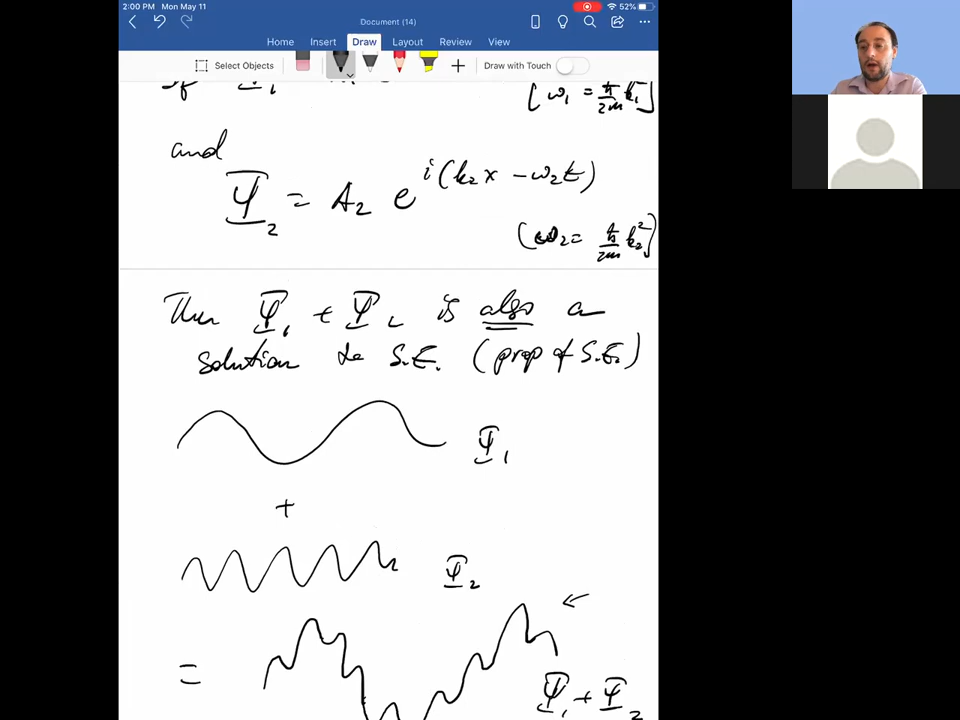 2:00 PM Mon May 11
52%
Document (14)
Home Insert Draw Layout Review View
Select Objects
Draw with Touch
If Ψ₁
[ω₁ = ℏ/2m k₁²]
and
Ψ₂ = A₂ e^{i(k₂x - ω₂t)}
(ω₂ = ℏ/2m k₂²]
Then Ψ₁ + Ψ₂ is also a
solution to S.E. (prop of S.E.)
Ψ₁
+
Ψ₂
=
Ψ₁ + Ψ₂